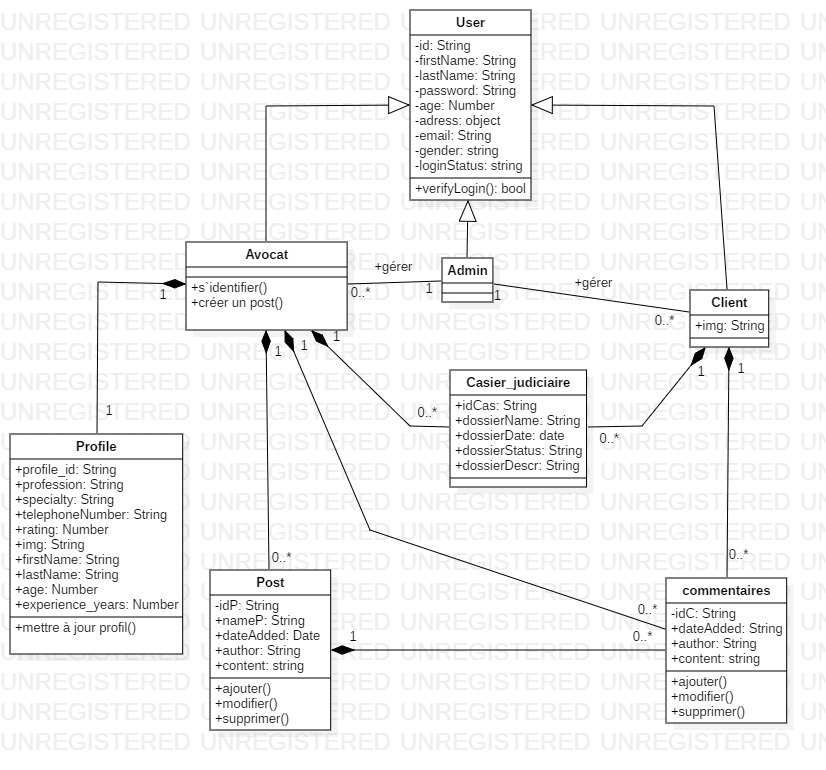 User
-id: String
-firstName: String
-lastName: String
-password: String
-age: Number
-adress: object
-email: String
-gender: string
-loginStatus: string
+verifyLogin(): bool
Avocat
+s`identifier()
+créer un post()
+gérer
0..*
1
Admin
1
+gérer
0..*
Client
+img: String
1
1
1
1
1
1
1
Casier_judiciaire
+idCas: String
+dossierName: String
+dossierDate: date
+dossierStatus: String
+dossierDescr: String
0..*
0..*
Profile
+profile_id: String
+profession: String
+specialty: String
+telephoneNumber: String
+rating: Number
+img: String
+firstName: String
+lastName: String
+age: Number
+experience_years: Number
+mettre à jour profil()
0..*
0..*
Post
-idP: String
+nameP: String
+dateAdded: Date
+author: String
+content: string
+ajouter()
+modifier()
+supprimer()
1
0..*
0..*
commentaires
-idC: String
+dateAdded: String
+author: String
+content: string
+ajouter()
+modifier()
+supprimer()
UNREGISTERED UNREGISTERED UNREGISTERED UNREGISTERED